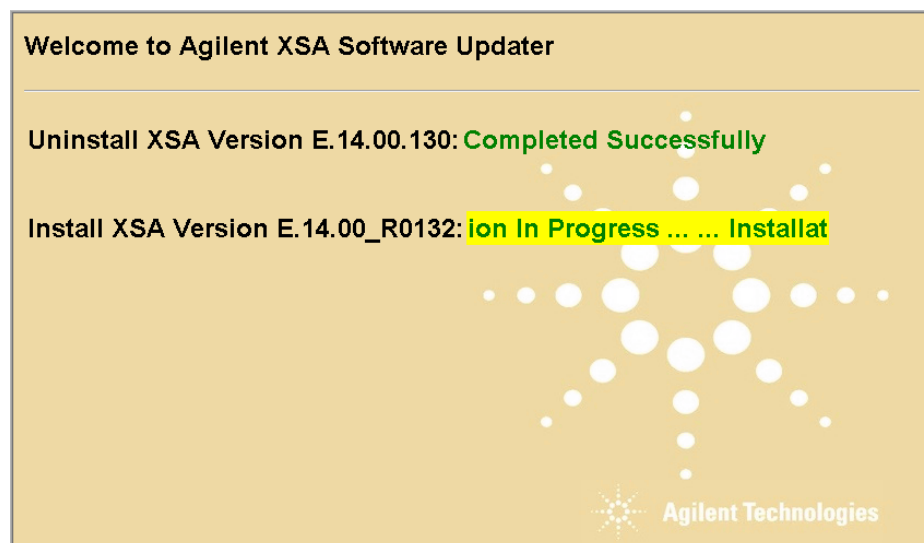 Welcome to Agilent XSA Software Updater
Uninstall XSA Version E.14.00.130: Completed Successfully
Install XSA Version E.14.00_R0132: ion In Progress ... ... Installat
Agilent Technologies